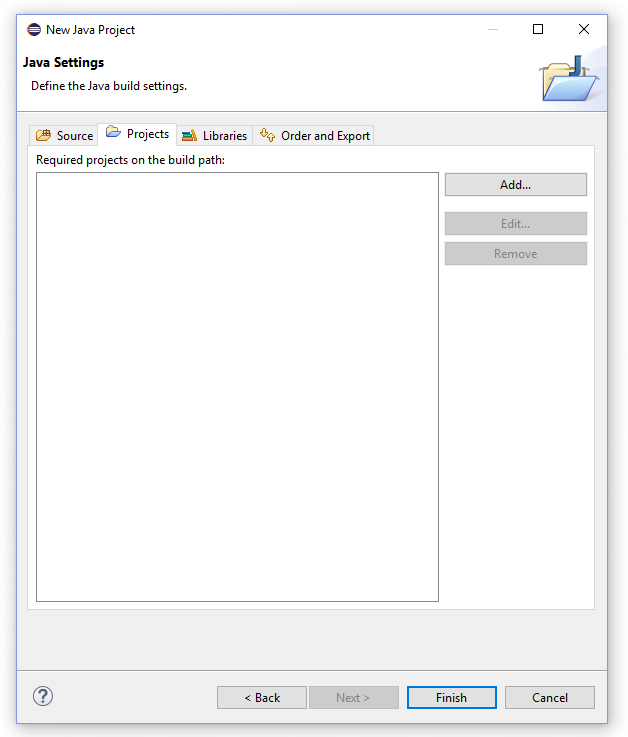 New Java Project
Java Settings
Define the Java build settings.
Source Projects Libraries Order and Export
Required projects on the build path:
Add...
Edit...
Remove
? < Back Next > Finish Cancel